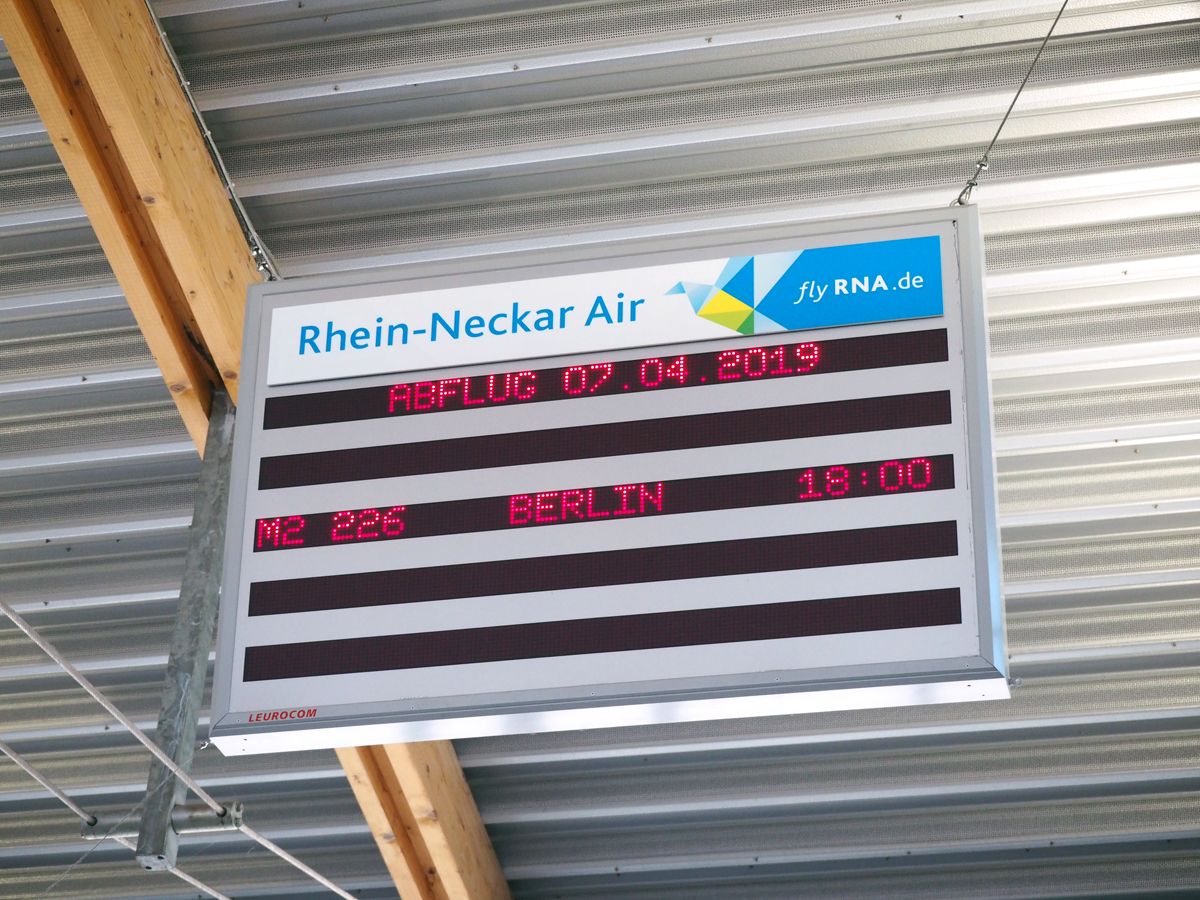 Rhein-Neckar Air
fly RNA.de
ABFLUG 07.04.2019
M2 226 BERLIN 18:00
LEUROCOM